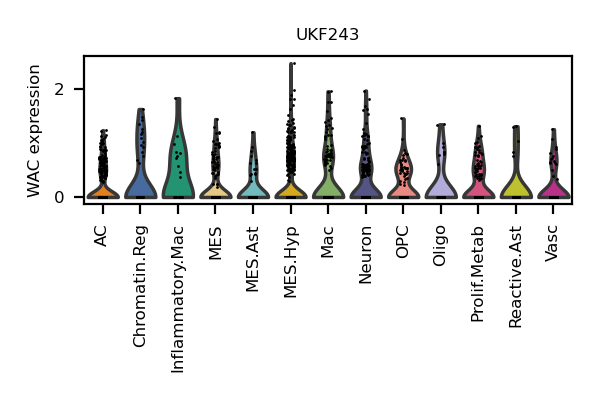 UKF243
WAC expression
2
0
AC
Chromatin.Reg
Inflammatory.Mac
MES
MES.Ast
MES.Hyp
Mac
Neuron
OPC
Oligo
Prolif.Metab
Reactive.Ast
Vasc